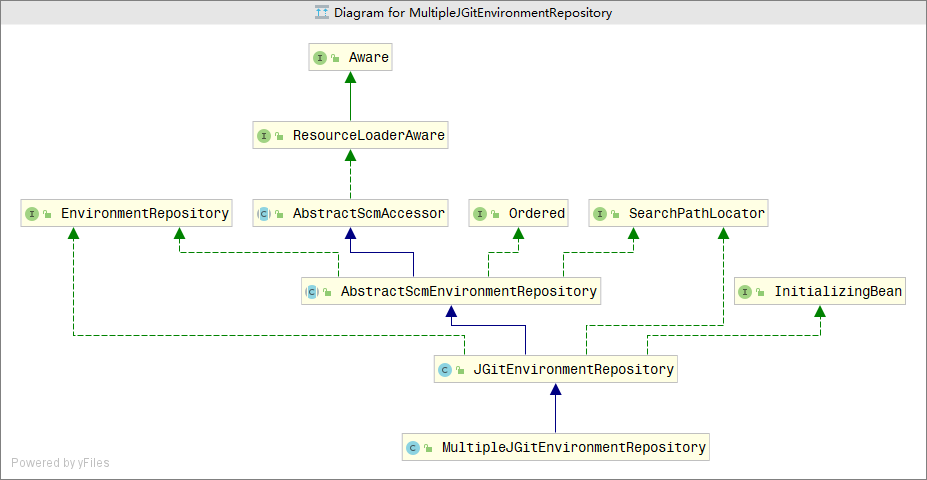 Diagram for MultipleJGitEnvironmentRepository
I Aware
I ResourceLoaderAware
I EnvironmentRepository
C AbstractScmAccessor
I Ordered
I SearchPathLocator
C AbstractScmEnvironmentRepository
I InitializingBean
C JGitEnvironmentRepository
C MultipleJGitEnvironmentRepository
Powered by yFiles